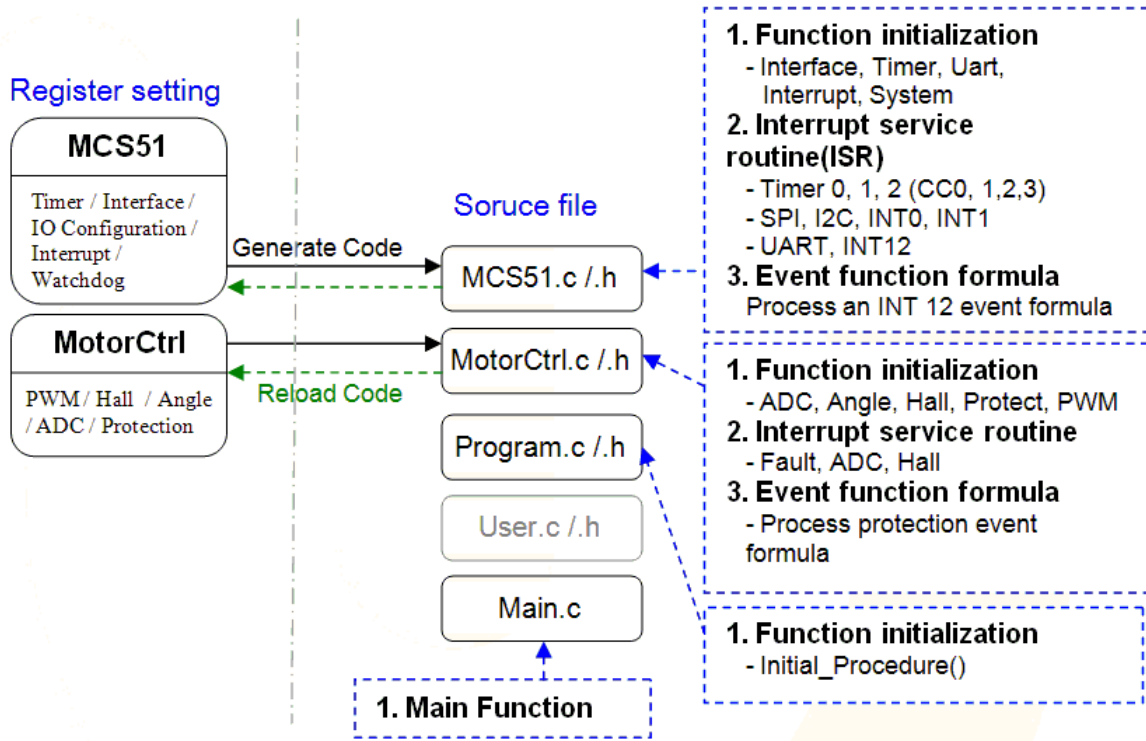 Register setting
MCS51
Timer / Interface /
IO Configuration /
Interrupt /
Watchdog
MotorCtrl
PWM / Hall / Angle
/ ADC / Protection
Generate Code
Reload Code
Soruce file
MCS51.c /.h
MotorCtrl.c /.h
Program.c /.h
User.c /.h
Main.c
1. Main Function
1. Function initialization
- Interface, Timer, Uart,
Interrupt, System
2. Interrupt service
routine(ISR)
- Timer 0, 1, 2 (CC0, 1,2,3)
- SPI, I2C, INT0, INT1
- UART, INT12
3. Event function formula
Process an INT 12 event formula
1. Function initialization
- ADC, Angle, Hall, Protect, PWM
2. Interrupt service routine
- Fault, ADC, Hall
3. Event function formula
- Process protection event
formula
1. Function initialization
- Initial_Procedure()